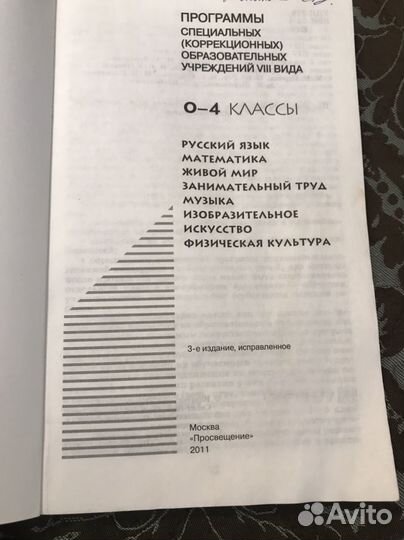 ПРОГРАММЫ
СПЕЦИАЛЬНЫХ
(КОРРЕКЦИОННЫХ)
ОБРАЗОВАТЕЛЬНЫХ
УЧРЕЖДЕНИЙ VIII ВИДА
0–4 КЛАССЫ
РУССКИЙ ЯЗЫК
МАТЕМАТИКА
ЖИВОЙ МИР
ЗАНИМАТЕЛЬНЫЙ ТРУД
МУЗЫКА
ИЗОБРАЗИТЕЛЬНОЕ
ИСКУССТВО
ФИЗИЧЕСКАЯ КУЛЬТУРА
3-е издание, исправленное
Москва
«Просвещение»
2011
Avito